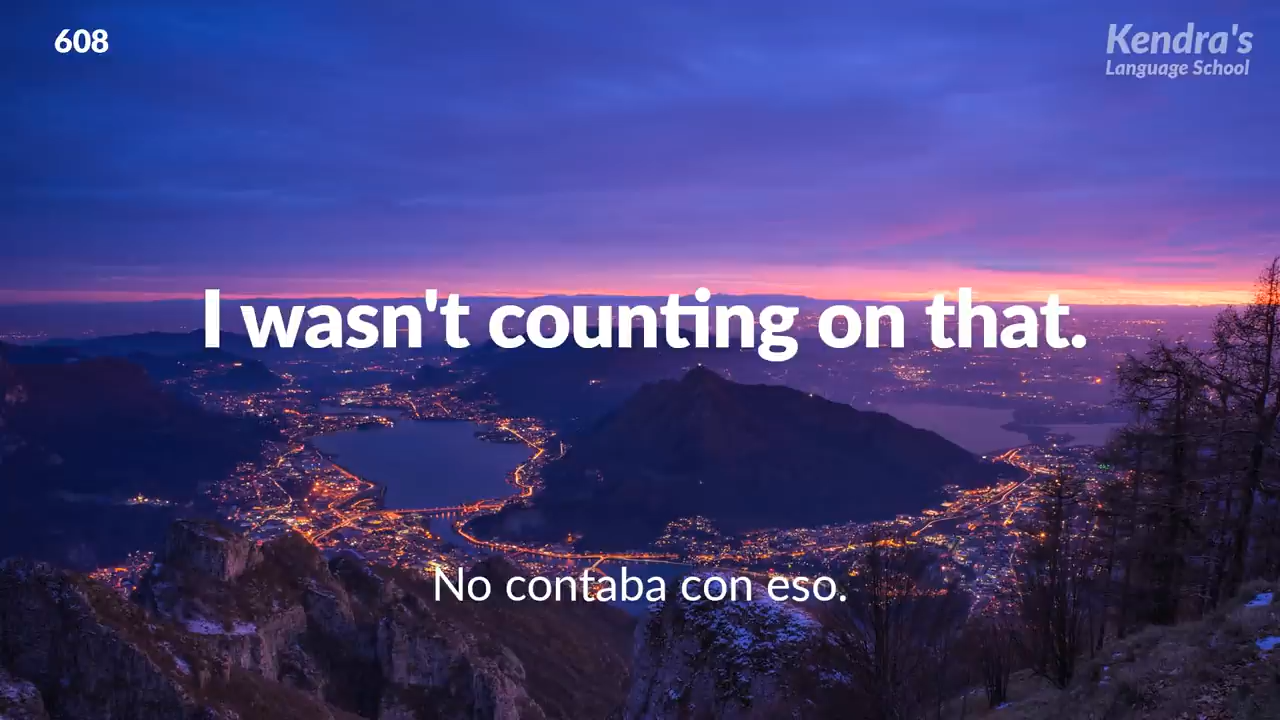 608
Kendra's
Language School
I wasn't counting on that.
No contaba con eso.